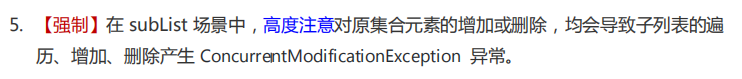 5. 【强制】在 subList 场景中，高度注意对原集合元素的增加或删除，均会导致子列表的遍
历、增加、删除产生 ConcurrentModificationException 异常。